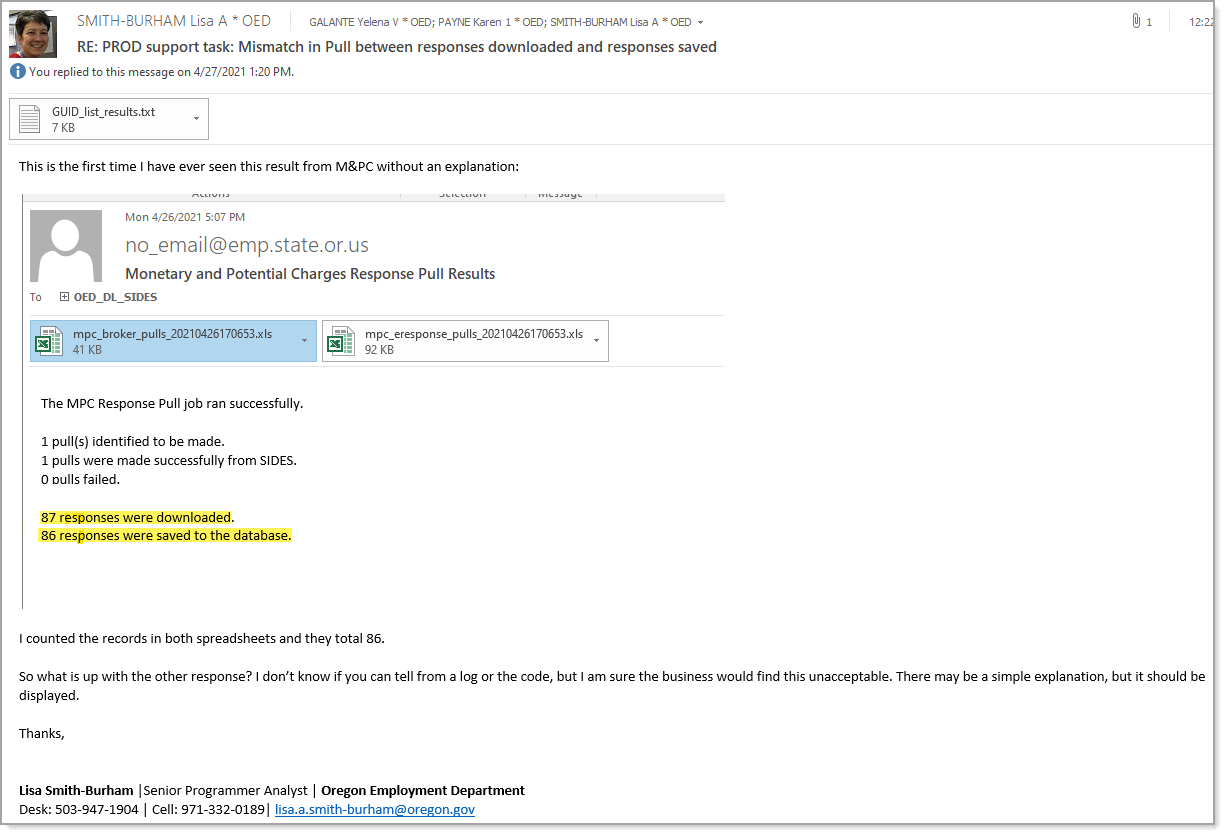 SMITH-BURHAM Lisa A * OED
GALANTE Yelena V * OED; PAYNE Karen 1 * OED; SMITH-BURHAM Lisa A * OED
1
RE: PROD support task: Mismatch in Pull between responses downloaded and responses saved
You replied to this message on 4/27/2021 1:20 PM.
GUID_list_results.txt
7 KB
This is the first time I have ever seen this result from M&PC without an explanation:
Actions Selection Message
Mon 4/26/2021 5:07 PM
no_email@emp.state.or.us
Monetary and Potential Charges Response Pull Results
To OED_DL_SIDES
mpc_broker_pulls_20210426170653.xls
41 KB
mpc_eresponse_pulls_20210426170653.xls
92 KB
The MPC Response Pull job ran successfully.
1 pull(s) identified to be made.
1 pulls were made successfully from SIDES.
0 pulls failed.
87 responses were downloaded.
86 responses were saved to the database.
I counted the records in both spreadsheets and they total 86.
So what is up with the other response? I don’t know if you can tell from a log or the code, but I am sure the business would find this unacceptable. There may be a simple explanation, but it should be
displayed.
Thanks,
Lisa Smith-Burham |Senior Programmer Analyst | Oregon Employment Department
Desk: 503-947-1904 | Cell: 971-332-0189| lisa.a.smith-burham@oregon.gov